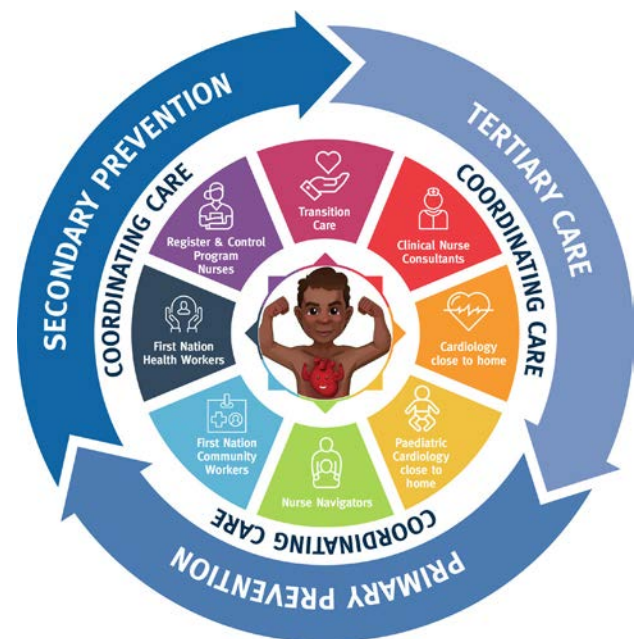 SECONDARY PREVENTION
TERTIARY CARE
PRIMARY PREVENTION
COORDINATING CARE
COORDINATING CARE
COORDINATING CARE
Transition
Care
Clinical Nurse
Consultants
Cardiology
close to home
Paediatric
Cardiology
close to
home
Nurse Navigators
First Nation
Community
Workers
First Nation
Health Workers
Register & Control
Program
Nurses